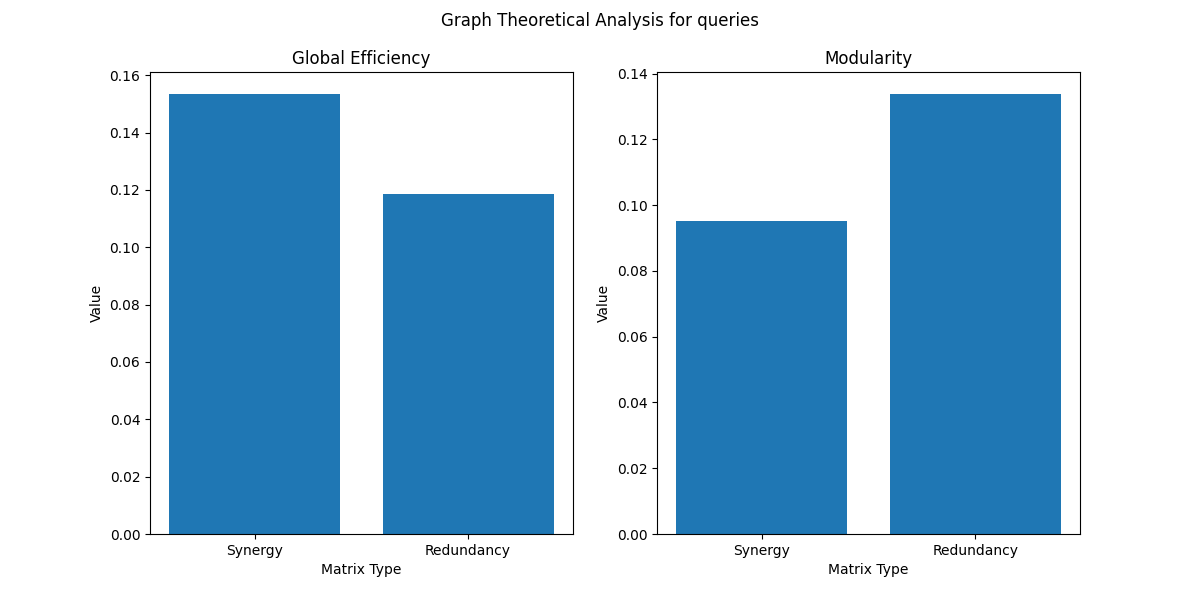 Graph Theoretical Analysis for queries
Global Efficiency
0.16
0.14
0.12
0.10
0.08
0.06
0.04
0.02
0.00
Value
Synergy Redundancy
Matrix Type
Modularity
0.14
0.12
0.10
0.08
0.06
0.04
0.02
0.00
Value
Synergy Redundancy
Matrix Type